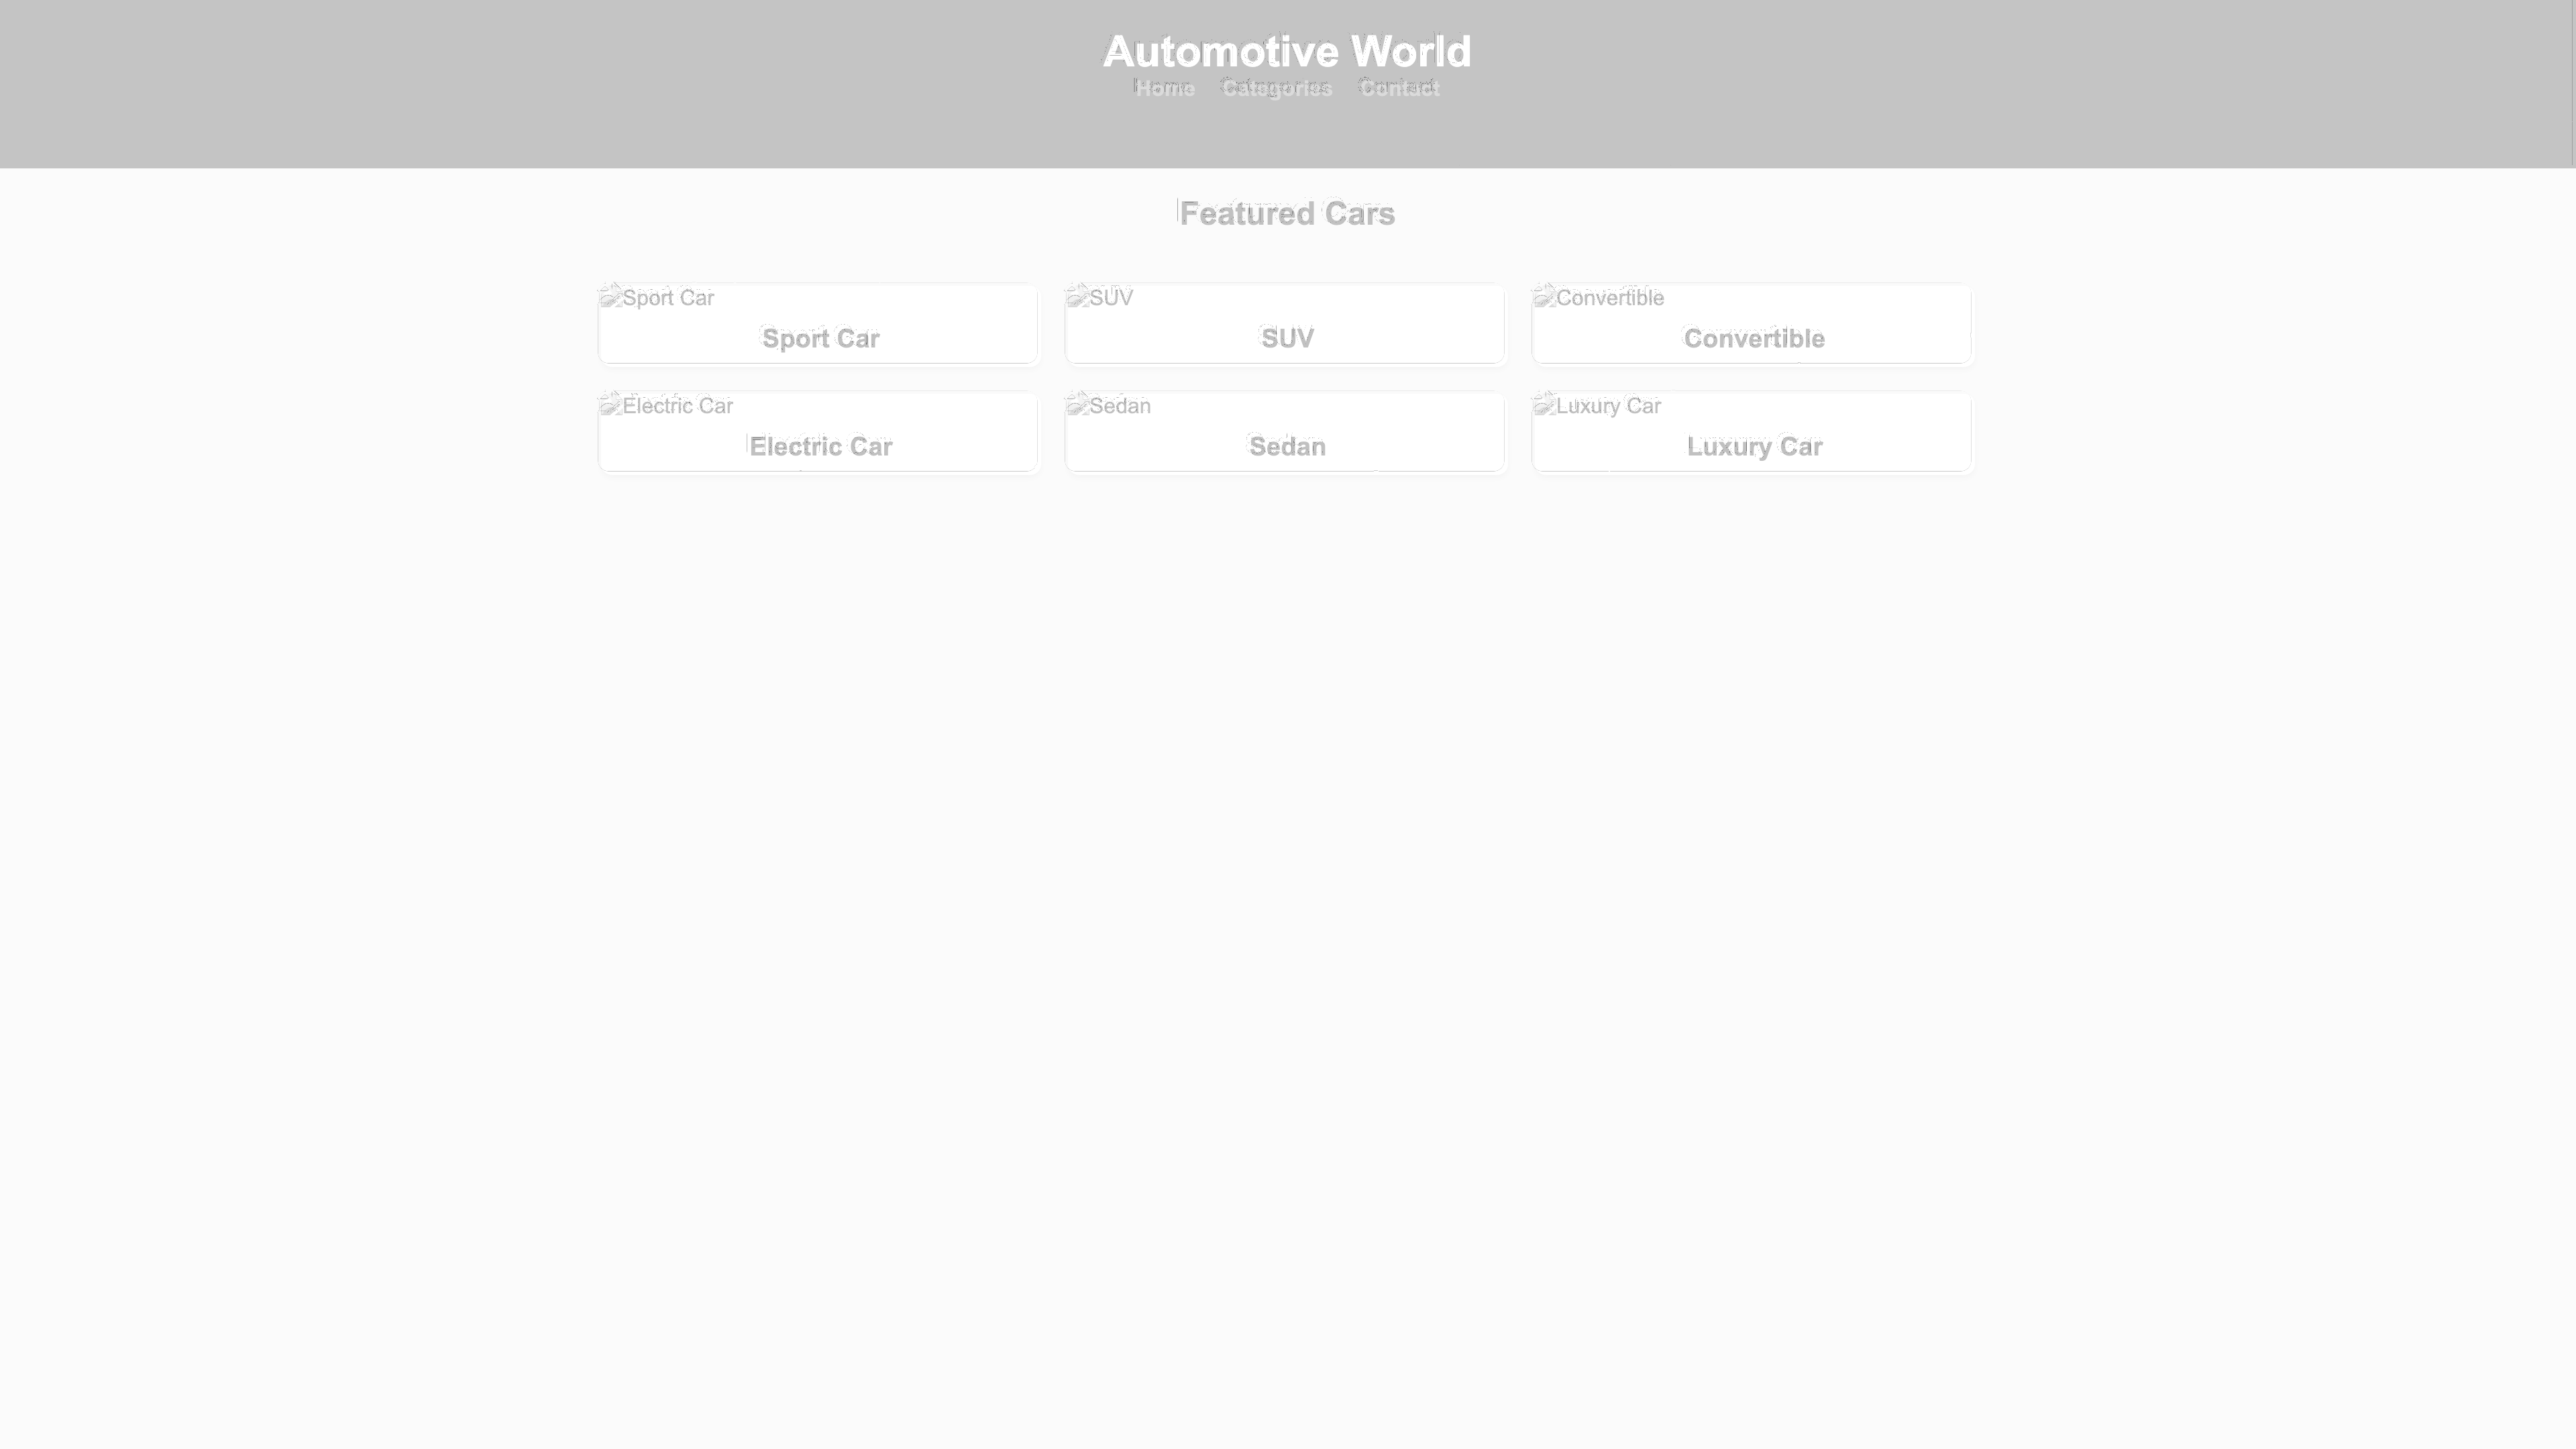 Automotive World
Home Categories Contact
Featured Cars
Sport Car SUV Convertible
Sport Car SUV Convertible
Electric Car Sedan Luxury Car
Electric Car Sedan Luxury Car